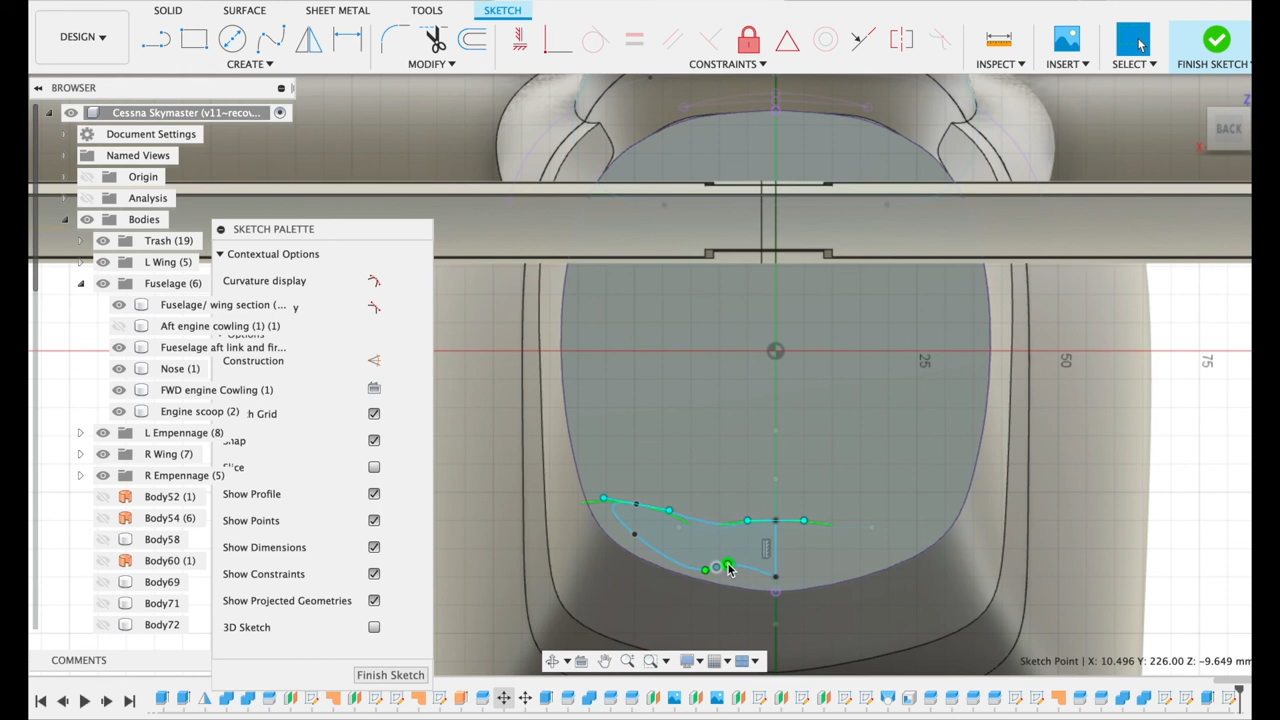 SOLID SURFACE SHEET METAL TOOLS SKETCH
DESIGN
CREATE MODIFY CONSTRAINTS INSPECT INSERT SELECT FINISH SKETCH
BROWSER
Cessna Skymaster (v11~recov...
Document Settings
Named Views
Origin
Analysis
Bodies
Trash (19)
L Wing (5)
Fuselage (6)
Fuselage/ wing section (...
Aft engine cowling (1) (1)
Fueselage aft link and fir...
Nose (1)
FWD engine Cowling (1)
Engine scoop (2)
L Empennage (8)
R Wing (7)
R Empennage (5)
Body52 (1)
Body54 (6)
Body58
Body60 (1)
Body69
Body71
Body72
COMMENTS
SKETCH PALETTE
Contextual Options
Curvature display
y
Options
Construction
h Grid
Snap
Slice
Show Profile
Show Points
Show Dimensions
Show Constraints
Show Projected Geometries
3D Sketch
Finish Sketch
Z
BACK
X
25
50
75
Sketch Point | X: 10.496 Y: 226.00 Z: -9.649 mm